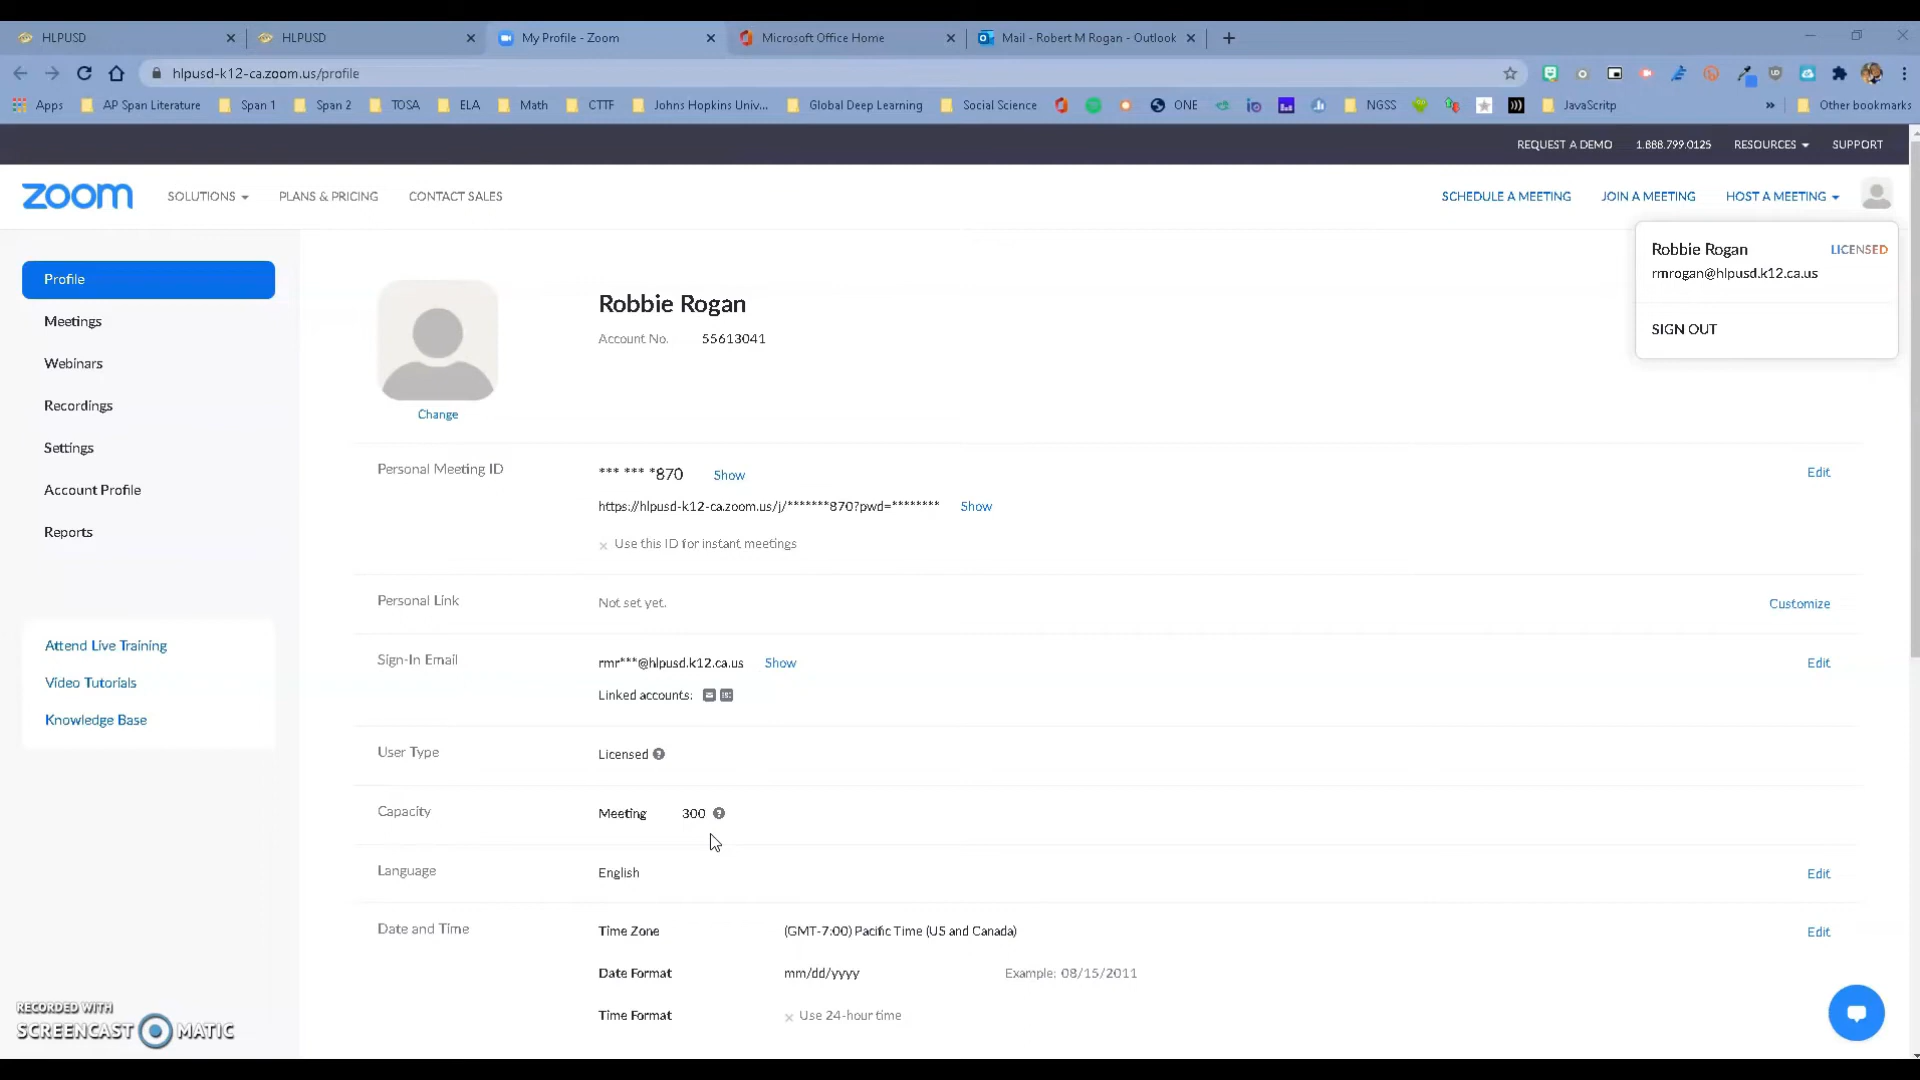 HLPUSD
HLPUSD
My Profile - Zoom
Microsoft Office Home
Mail - Robert M Rogan - Outlook
hlpusd-k12-ca.zoom.us/profile
Apps
AP Span Literature
Span 1
Span 2
TOSA
ELA
Math
CTTF
Johns Hopkins Univ...
Global Deep Learning
Social Science
ONE
NGSS
JavaScritp
»
Other bookmarks
REQUEST A DEMO
1.888.799.0125
RESOURCES
SUPPORT
zoom
SOLUTIONS
PLANS & PRICING
CONTACT SALES
SCHEDULE A MEETING
JOIN A MEETING
HOST A MEETING
Robbie Rogan
LICENSED
rmrogan@hlpusd.k12.ca.us
SIGN OUT
Profile
Meetings
Webinars
Recordings
Settings
Account Profile
Reports
Attend Live Training
Video Tutorials
Knowledge Base
Robbie Rogan
Account No. 55613041
Change
Personal Meeting ID
*** *** *870 Show
Edit
https://hlpusd-k12-ca.zoom.us/j/*******870?pwd=******** Show
Use this ID for instant meetings
Personal Link
Not set yet.
Customize
Sign-In Email
rmr***@hlpusd.k12.ca.us Show
Edit
Linked accounts:
User Type
Licensed
Capacity
Meeting 300
Language
English
Edit
Date and Time
Time Zone (GMT-7:00) Pacific Time (US and Canada)
Edit
Date Format mm/dd/yyyy Example: 08/15/2011
Time Format Use 24-hour time
RECORDED WITH
SCREENCAST MATIC